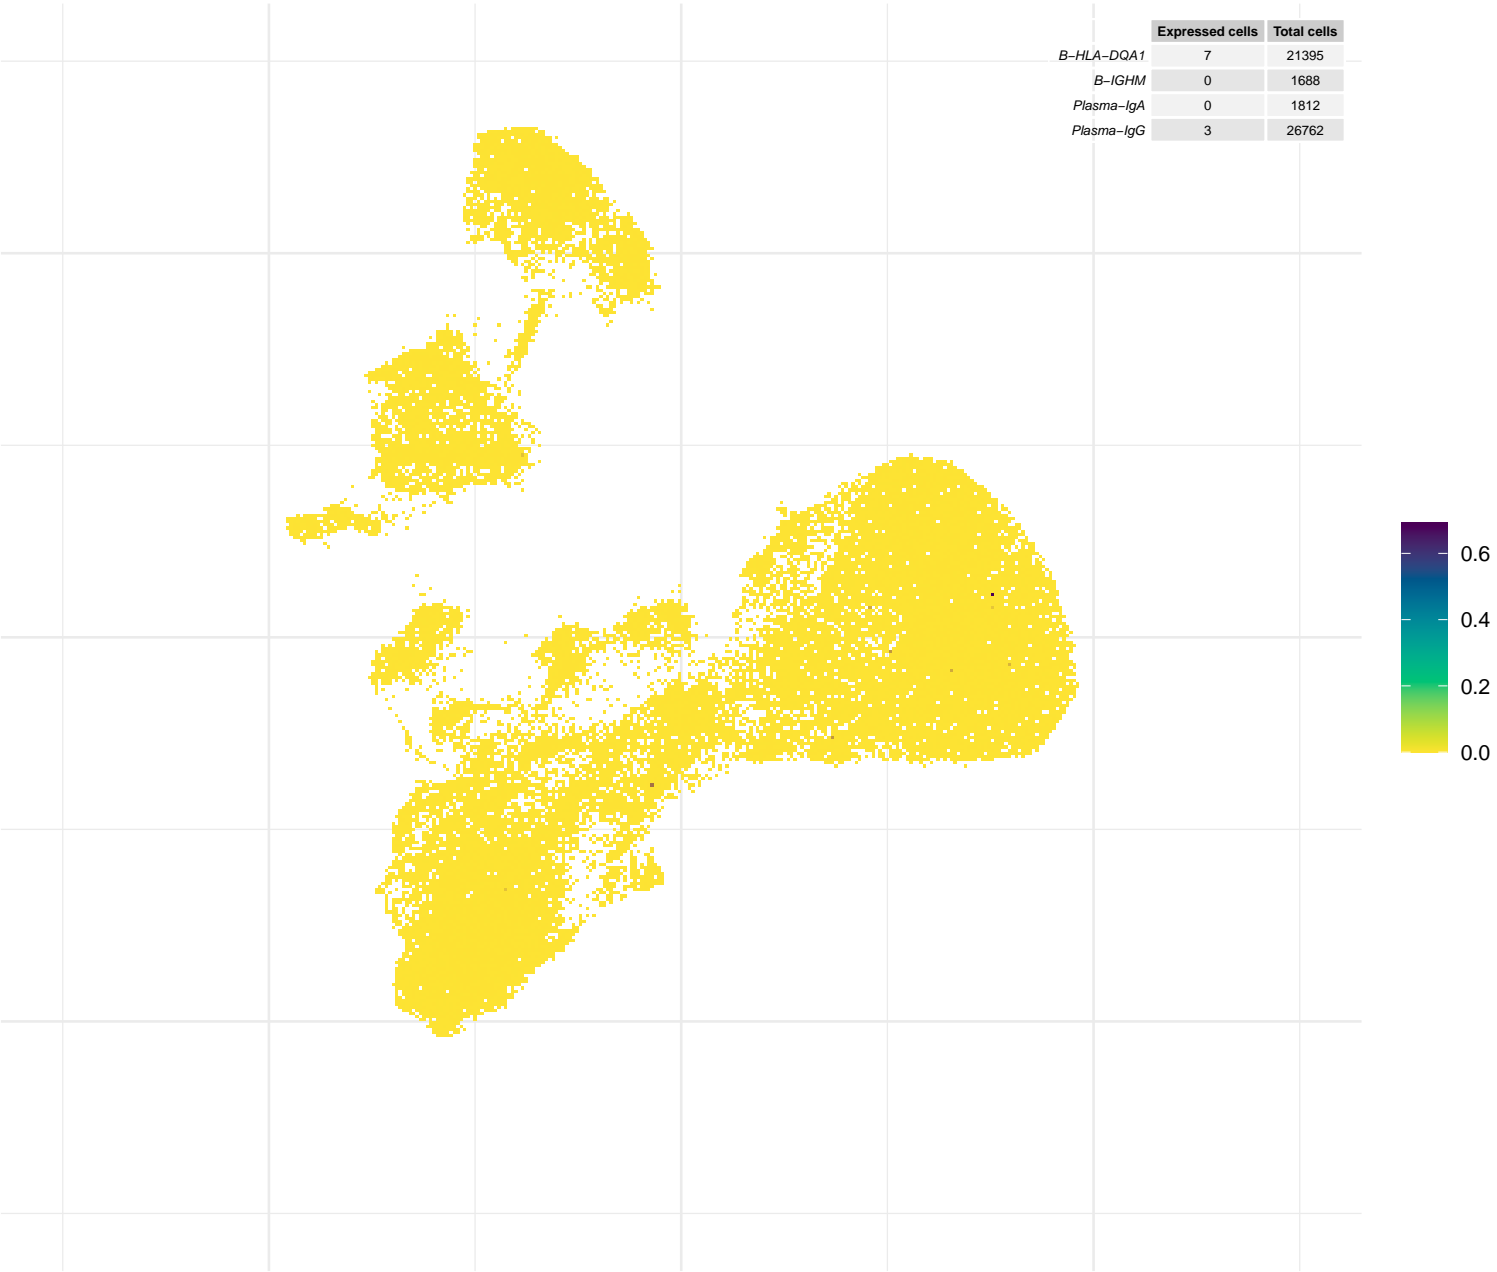 Expressed cells Total cells
B−HLA−DQA1 7 21395
B−IGHM 0 1688
Plasma−IgA 0 1812
Plasma−IgG 3 26762
0.6
0.4
0.2
0.0